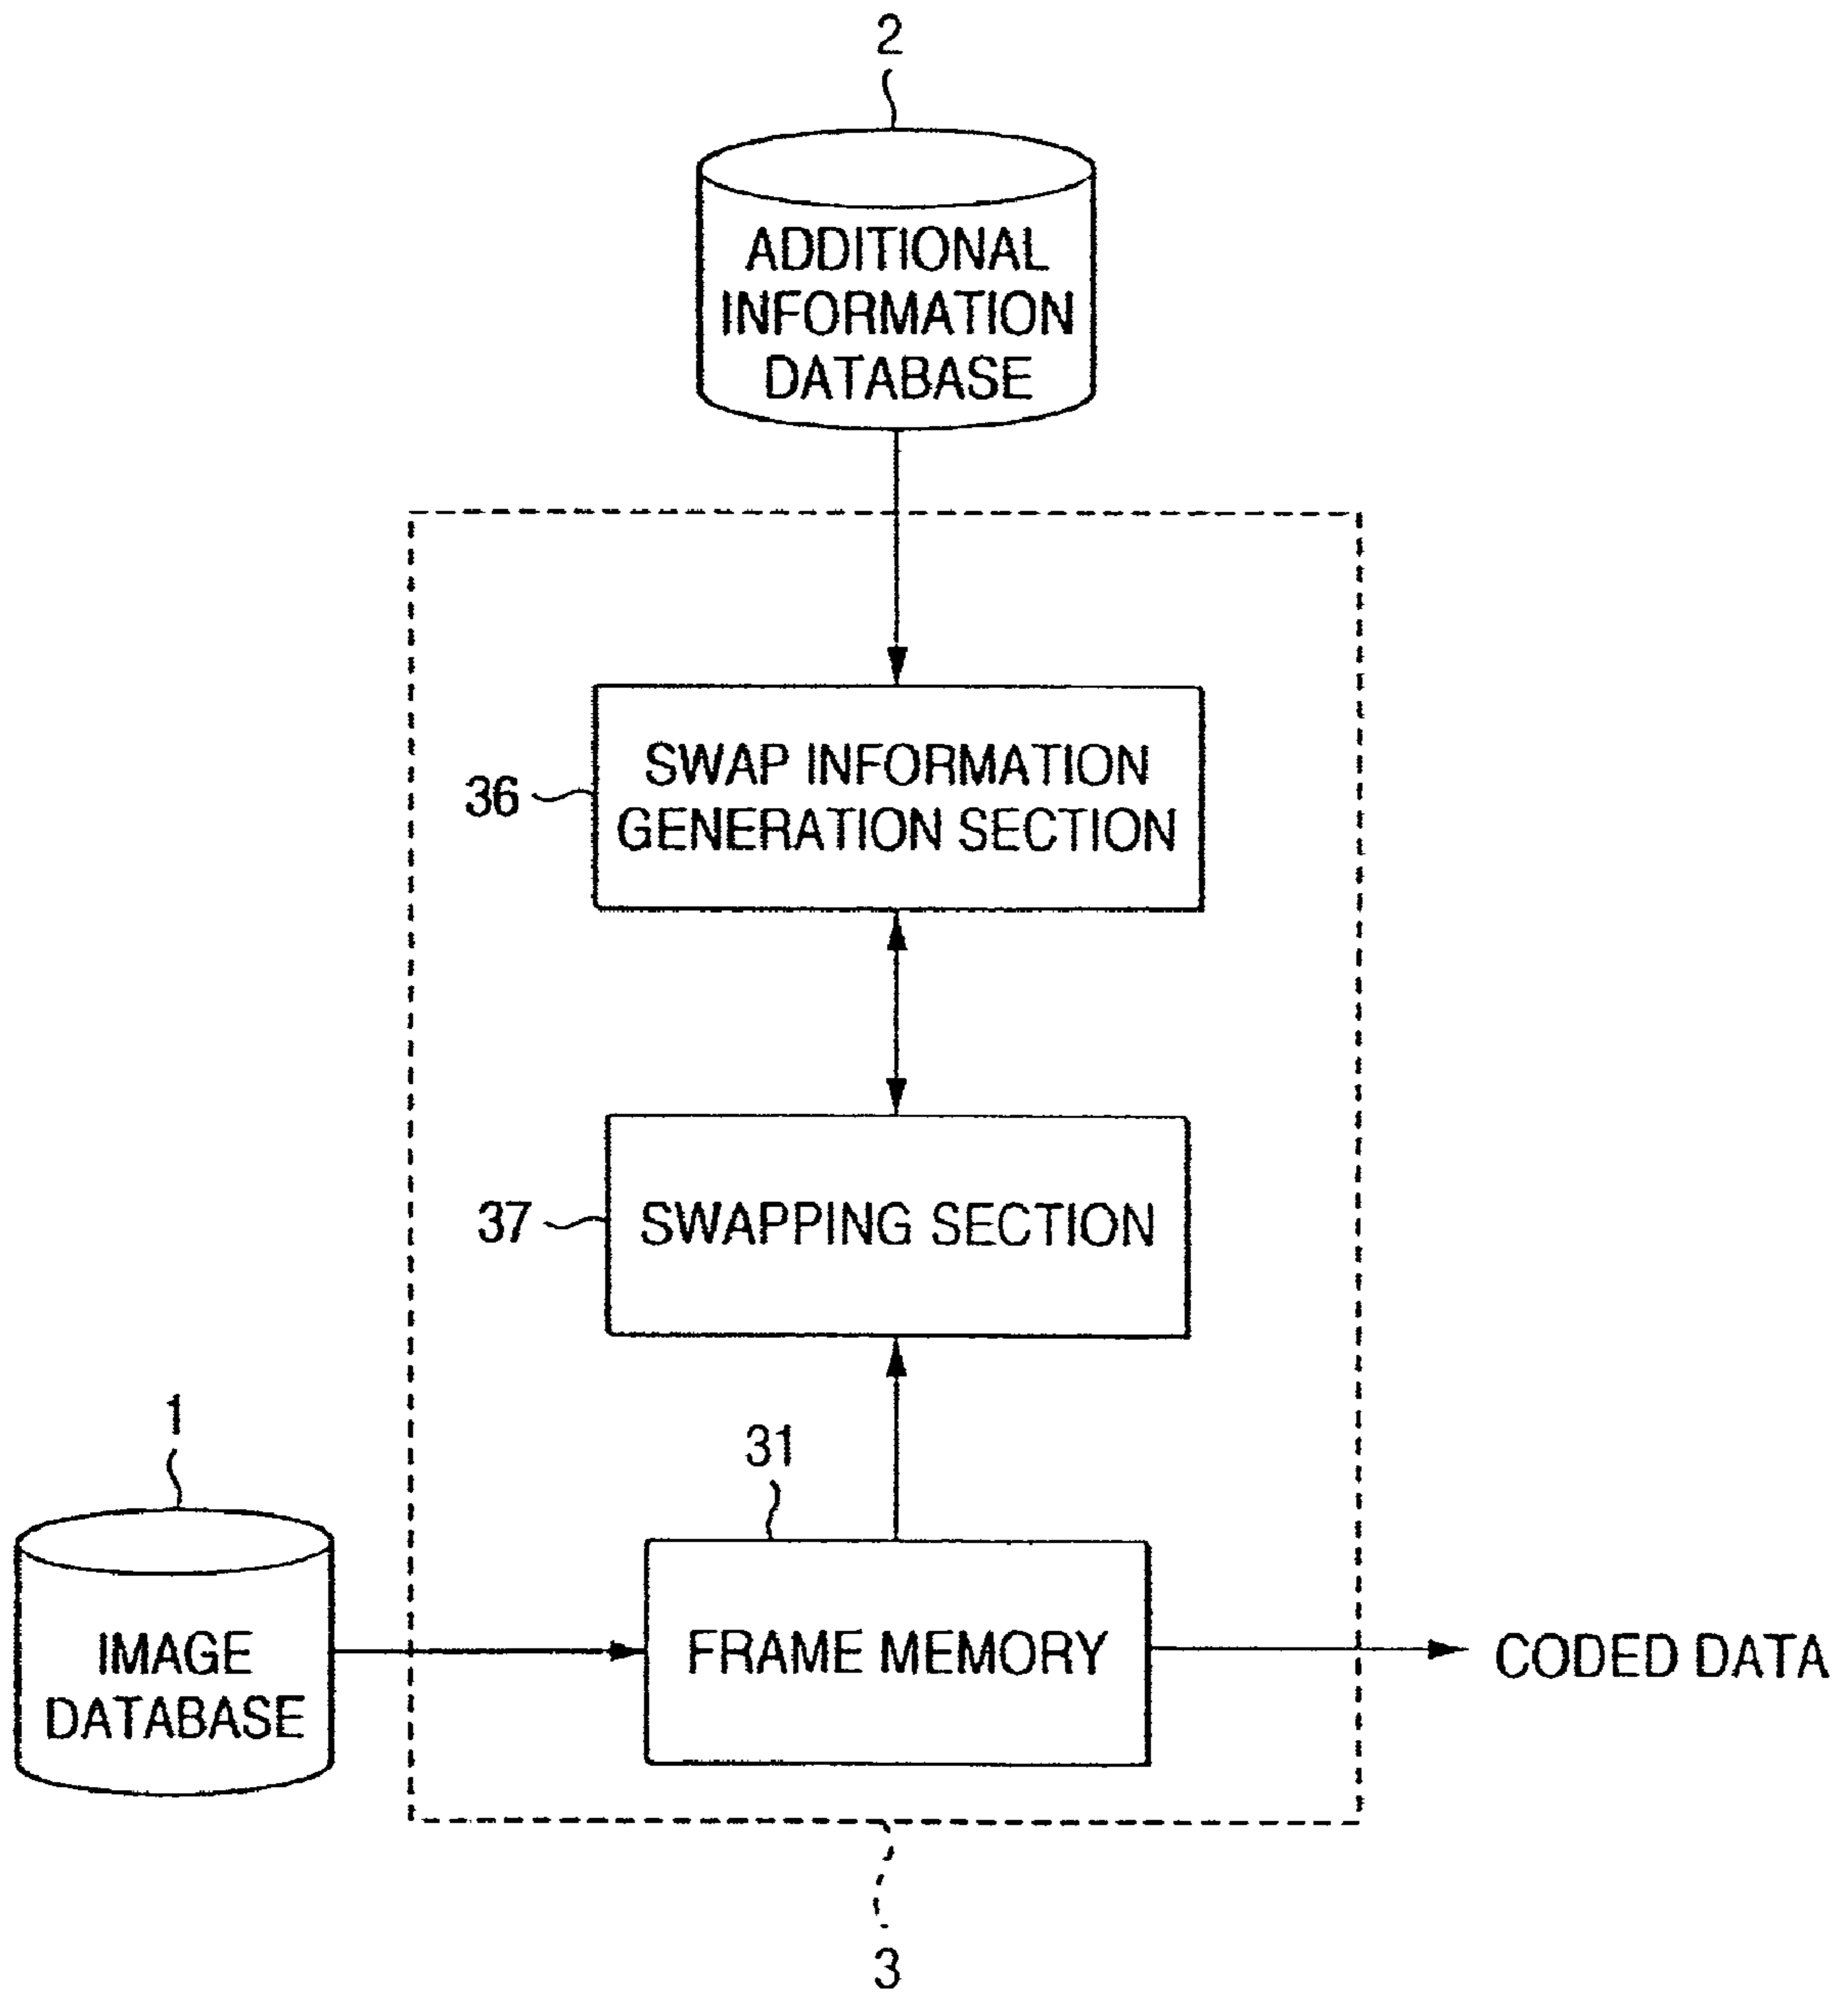 2
ADDITIONAL
INFORMATION
DATABASE
36
SWAP INFORMATION
GENERATION SECTION
37
SWAPPING SECTION
1
31
IMAGE
DATABASE
FRAME MEMORY
CODED DATA
3